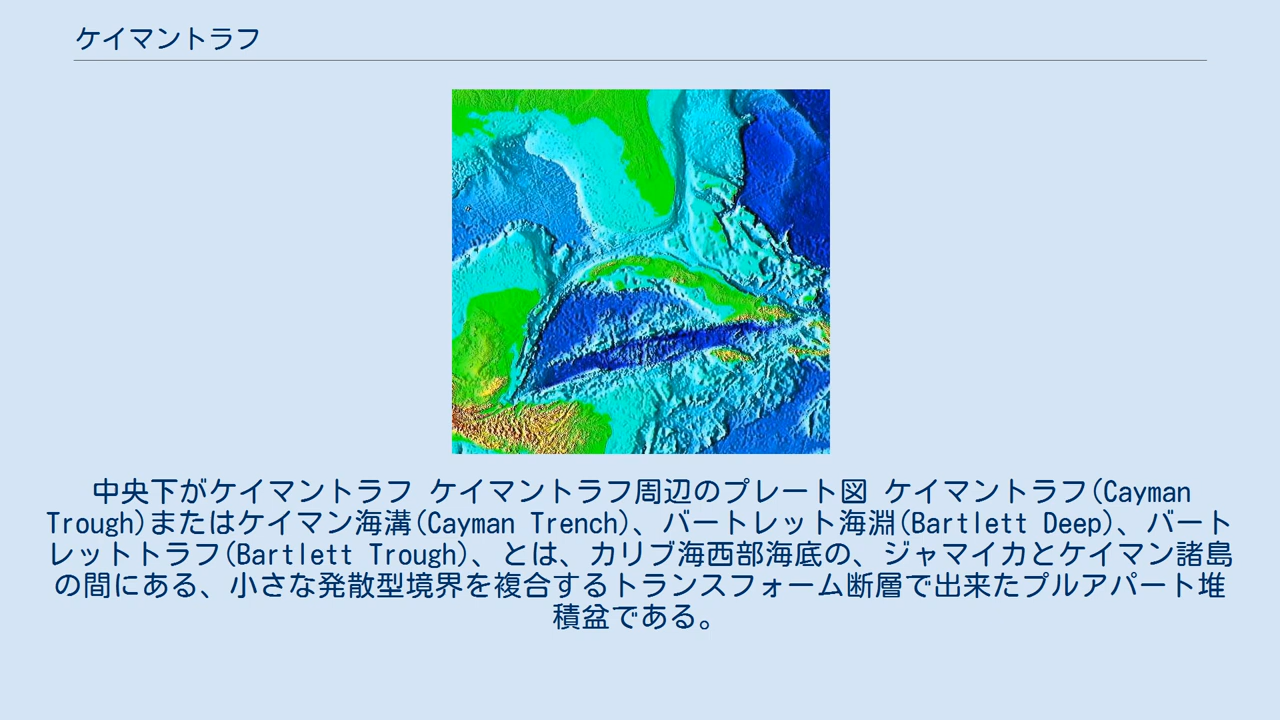 ケイマントラフ
中央下がケイマントラフ ケイマントラフ周辺のプレート図 ケイマントラフ(Cayman
Trough)またはケイマン海溝(Cayman Trench)、バートレット海淵(Bartlett Deep)、バート
レットトラフ(Bartlett Trough)、とは、カリブ海西部海底の、ジャマイカとケイマン諸島
の間にある、小さな発散型境界を複合するトランスフォーム断層で出来たプルアパート堆
積盆である。